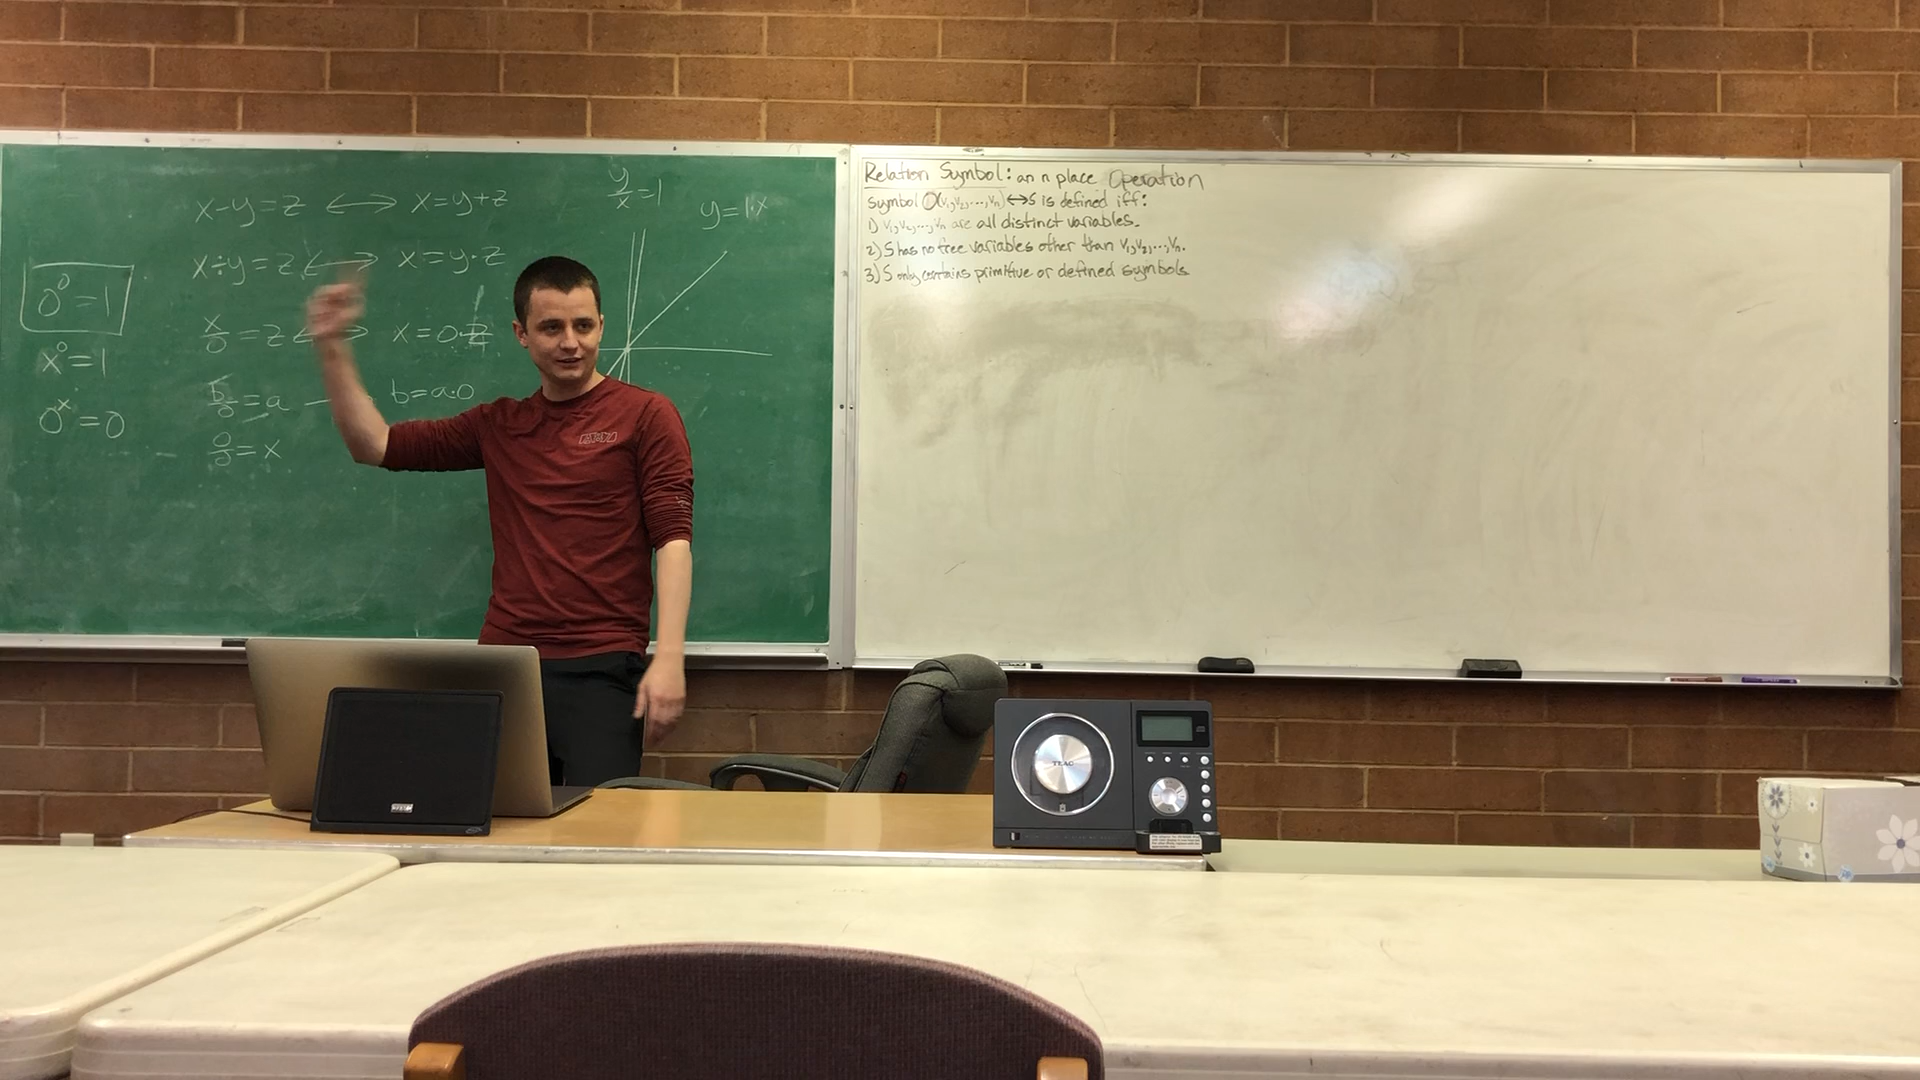 x-y=z ⟷ x=y+z
x÷y=z ⟷ x=y·z
x/0=z ⟷ x=0·z
b/0=a b=a·0
0/0=x
0⁰=1
x⁰=1
0ˣ=0
y/x=1
y=1·x
Relation Symbol: an n place Operation
symbol O(v₁,v₂,...,vₙ)↔S is defined iff:
1) v₁,v₂,...,vₙ are all distinct variables.
2) S has no free variables other than v₁,v₂,...,vₙ.
3) S only contains primitive or defined symbols
TEAC